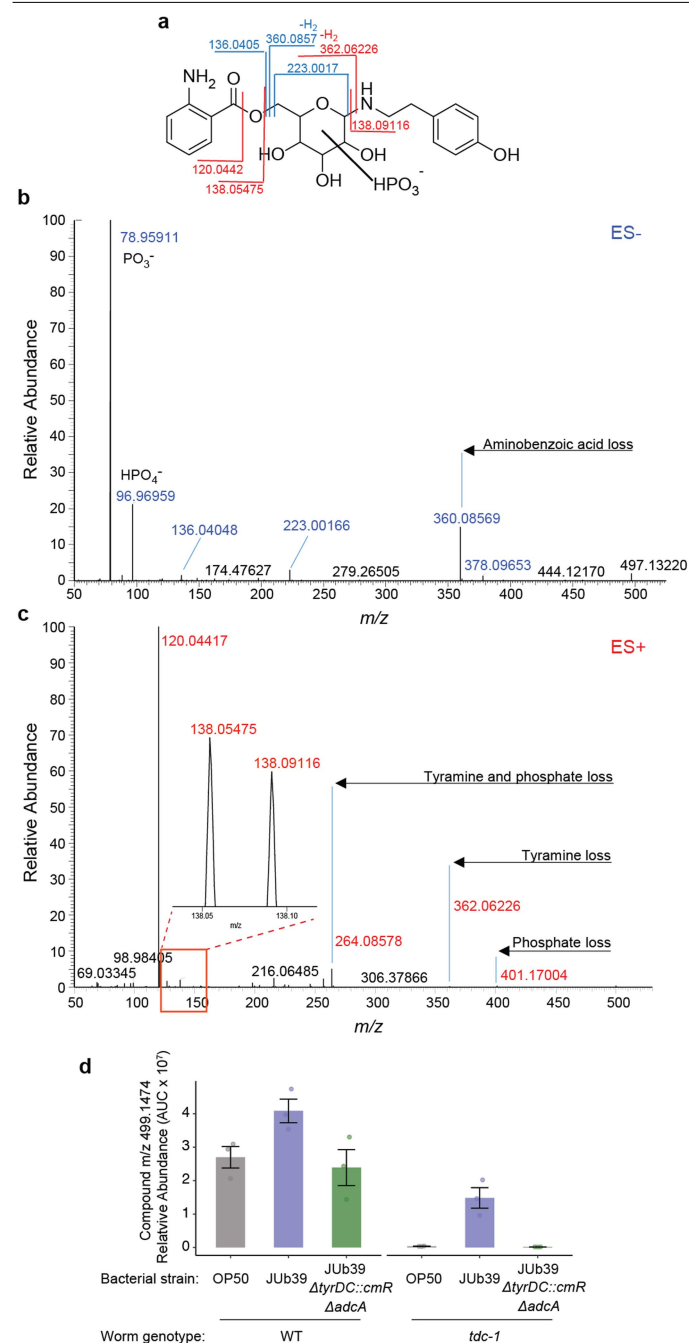 a
-H2
136.0405 360.0857 -H2
362.06226
223.0017
NH2 O
O
O
H
N
138.09116
HO
OH
OH
HPO3-
OH
120.0442
138.05475
b
100
90
80
70
60
50
40
30
20
10
0
Relative Abundance
78.95911
PO3-
ES-
Aminobenzoic acid loss
HPO4-
96.96959
136.04048
223.00166
360.08569
174.47627
279.26505
378.09653
444.12170
497.13220
50 100 150 200 250 300 350 400 450 500
m/z
c
100
90
80
70
60
50
40
30
20
10
0
Relative Abundance
120.04417
ES+
138.05475
138.09116
138.05 138.10
m/z
Tyramine and phosphate loss
Tyramine loss
362.06226
264.08578
Phosphate loss
98.98405
69.03345
216.06485
306.37866
401.17004
50 100 150 200 250 300 350 400 450 500
m/z
d
Compound m/z 499.1474
Relatvive Abundance (AUC x 10⁷)
4
3
2
1
0
Bacterial strain: OP50 JUb39 JUb39 OP50 JUb39 JUb39
ΔtyrDC::cmR ΔtyrDC::cmR
ΔadcA ΔadcA
Worm genotype: WT tdc-1